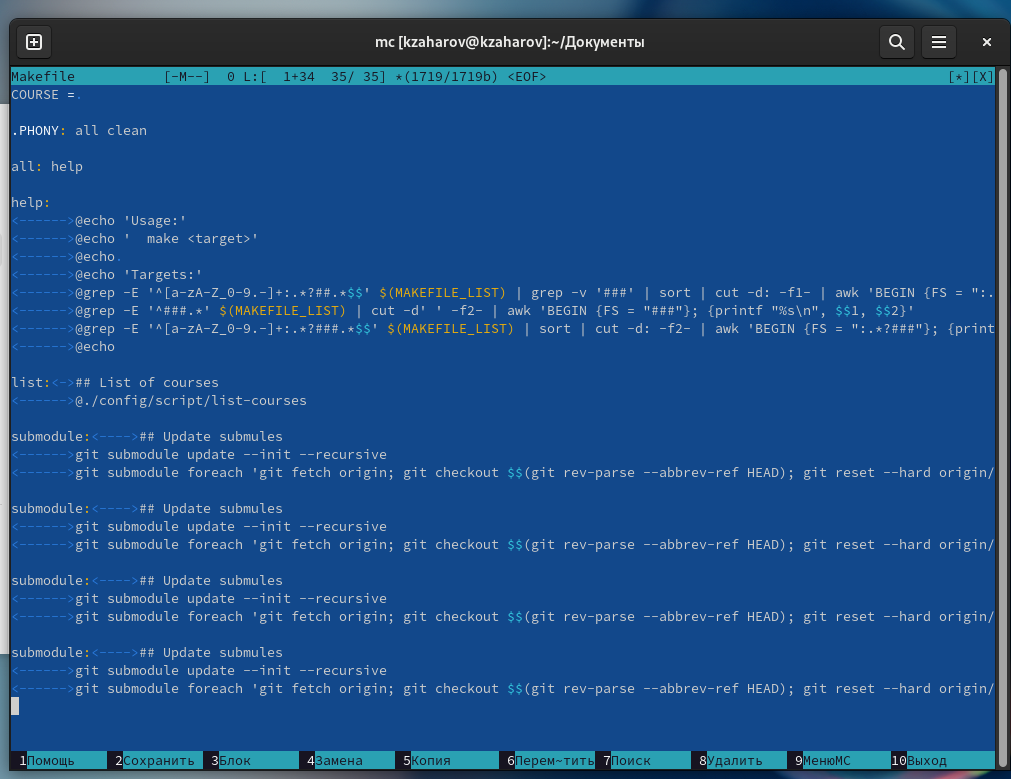 mc [kzaharov@kzaharov]:~/Документы
Makefile [-M--] 0 L:[ 1+34 35/ 35] *(1719/1719b) <EOF> [*][X]
COURSE =.
.PHONY: all clean
all: help
help:
<------>@echo 'Usage:'
<------>@echo '  make <target>'
<------>@echo.
<------>@echo 'Targets:'
<------>@grep -E '^[a-zA-Z_0-9.-]+:.*?##.*$$' $(MAKEFILE_LIST) | grep -v '###' | sort | cut -d: -f1- | awk 'BEGIN {FS = ":.
<------>@grep -E '^###.*' $(MAKEFILE_LIST) | cut -d' ' -f2- | awk 'BEGIN {FS = "###"}; {printf "%s\n", $$1, $$2}'
<------>@grep -E '^[a-zA-Z_0-9.-]+:.*?###.*$$' $(MAKEFILE_LIST) | sort | cut -d: -f2- | awk 'BEGIN {FS = ":.*?###"}; {print
<------>@echo
list:<->## List of courses
<------>@./config/script/list-courses
submodule:<---->## Update submules
<------>git submodule update --init --recursive
<------>git submodule foreach 'git fetch origin; git checkout $$(git rev-parse --abbrev-ref HEAD); git reset --hard origin/
submodule:<---->## Update submules
<------>git submodule update --init --recursive
<------>git submodule foreach 'git fetch origin; git checkout $$(git rev-parse --abbrev-ref HEAD); git reset --hard origin/
submodule:<---->## Update submules
<------>git submodule update --init --recursive
<------>git submodule foreach 'git fetch origin; git checkout $$(git rev-parse --abbrev-ref HEAD); git reset --hard origin/
submodule:<---->## Update submules
<------>git submodule update --init --recursive
<------>git submodule foreach 'git fetch origin; git checkout $$(git rev-parse --abbrev-ref HEAD); git reset --hard origin/
1Помощь 2Сохранить 3Блок 4Замена 5Копия 6Перем~тить 7Поиск 8Удалить 9МенюMC 10Выход